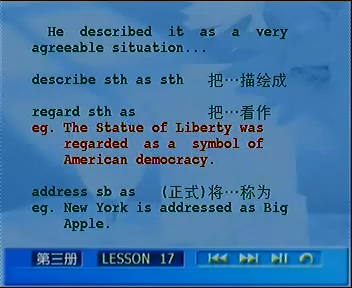 He described it as a very
agreeable situation...
describe sth as sth 把…描绘成
regard sth as 把…看作
eg. The Statue of Liberty was
regarded as a symbol of
American democracy.
address sb as (正式)将…称为
eg. New York is addressed as Big
Apple.
第三册 LESSON 17